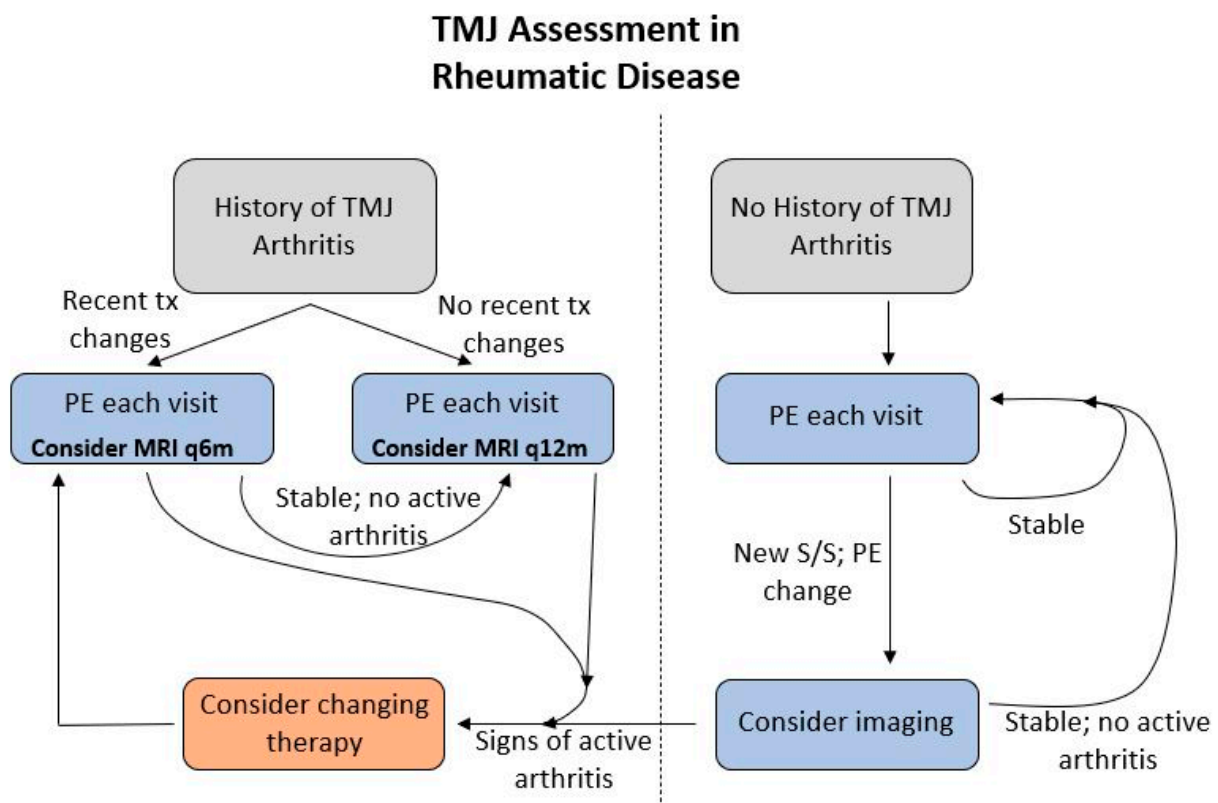 TMJ Assessment in
Rheumatic Disease
History of TMJ
Arthritis
No History of TMJ
Arthritis
Recent tx
changes
No recent tx
changes
PE each visit
Consider MRI q6m
PE each visit
Consider MRI q12m
PE each visit
Stable; no active
arthritis
Stable
New S/S; PE
change
Consider changing
therapy
Signs of active
arthritis
Consider imaging
Stable; no active
arthritis